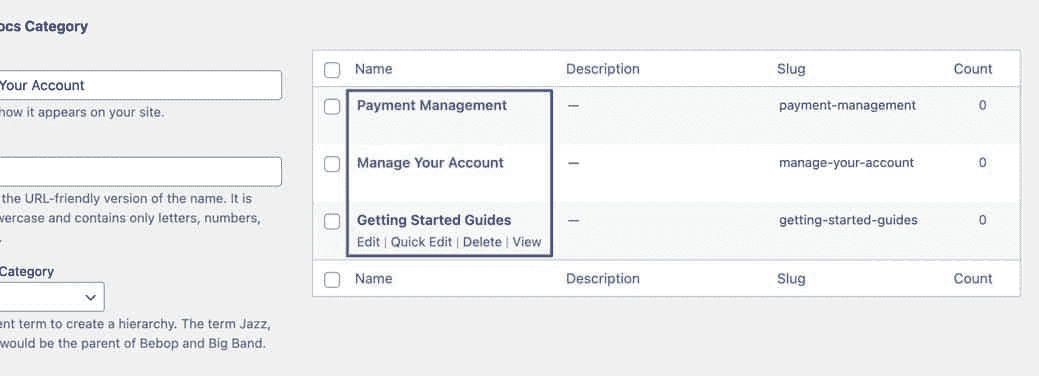 ocs Category
Your Account
how it appears on your site.
the URL-friendly version of the name. It is
wercase and contains only letters, numbers,
.
Category
ent term to create a hierarchy. The term Jazz,
would be the parent of Bebop and Big Band.
Name Description Slug Count
Payment Management — payment-management 0
Manage Your Account — manage-your-account 0
Getting Started Guides — getting-started-guides 0
Edit | Quick Edit | Delete | View
Name Description Slug Count